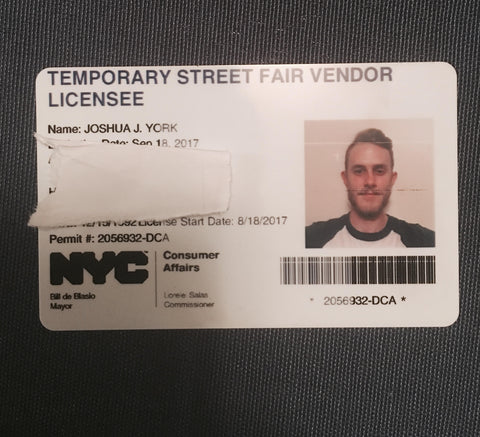 TEMPORARY STREET FAIR VENDOR
LICENSEE
Name: JOSHUA J. YORK
Date: Sep 18, 2017
License Start Date: 8/18/2017
Permit #: 2056932-DCA
NYC
Consumer
Affairs
Bill de Blasio
Mayor
Lorelei Salas
Commissioner
* 2056932-DCA *